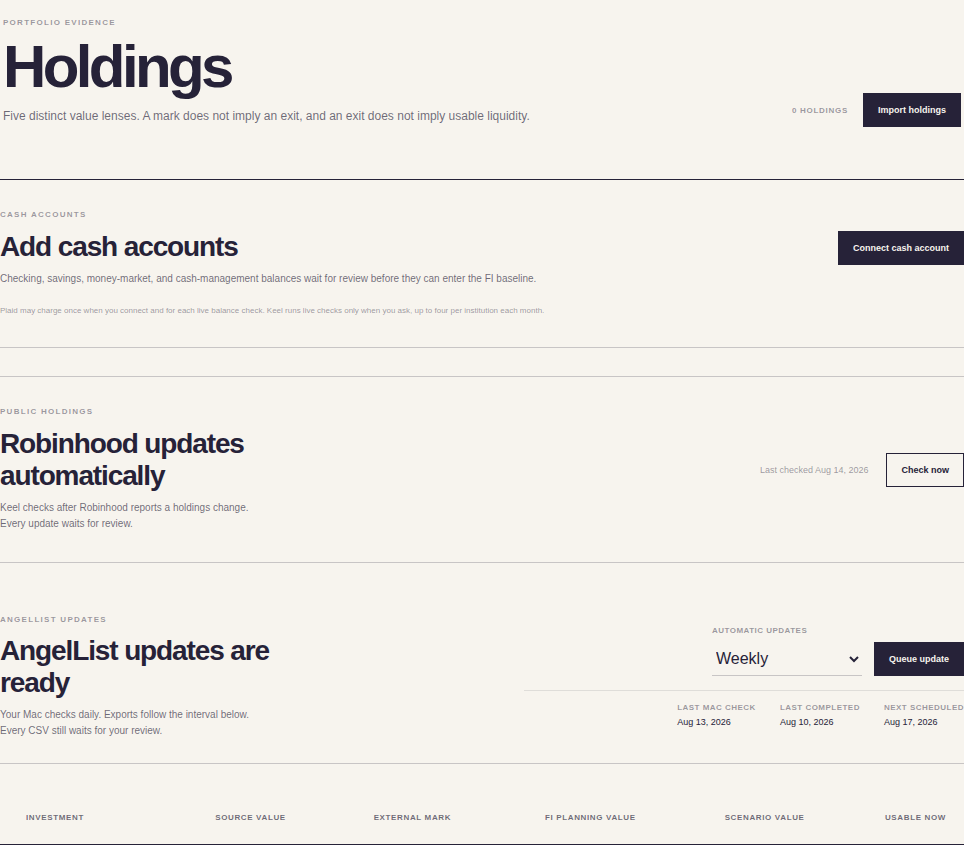 PORTFOLIO EVIDENCE
Holdings
Five distinct value lenses. A mark does not imply an exit, and an exit does not imply usable liquidity.
0 HOLDINGS
Import holdings
CASH ACCOUNTS
Add cash accounts
Checking, savings, money-market, and cash-management balances wait for review before they can enter the FI baseline.
Plaid may charge once when you connect and for each live balance check. Keel runs live checks only when you ask, up to four per institution each month.
Connect cash account
PUBLIC HOLDINGS
Robinhood updates
automatically
Keel checks after Robinhood reports a holdings change.
Every update waits for review.
Last checked Aug 14, 2026
Check now
ANGELLIST UPDATES
AngelList updates are
ready
Your Mac checks daily. Exports follow the interval below.
Every CSV still waits for your review.
AUTOMATIC UPDATES
Weekly
Queue update
LAST MAC CHECK
Aug 13, 2026
LAST COMPLETED
Aug 10, 2026
NEXT SCHEDULED
Aug 17, 2026
INVESTMENT SOURCE VALUE EXTERNAL MARK FI PLANNING VALUE SCENARIO VALUE USABLE NOW